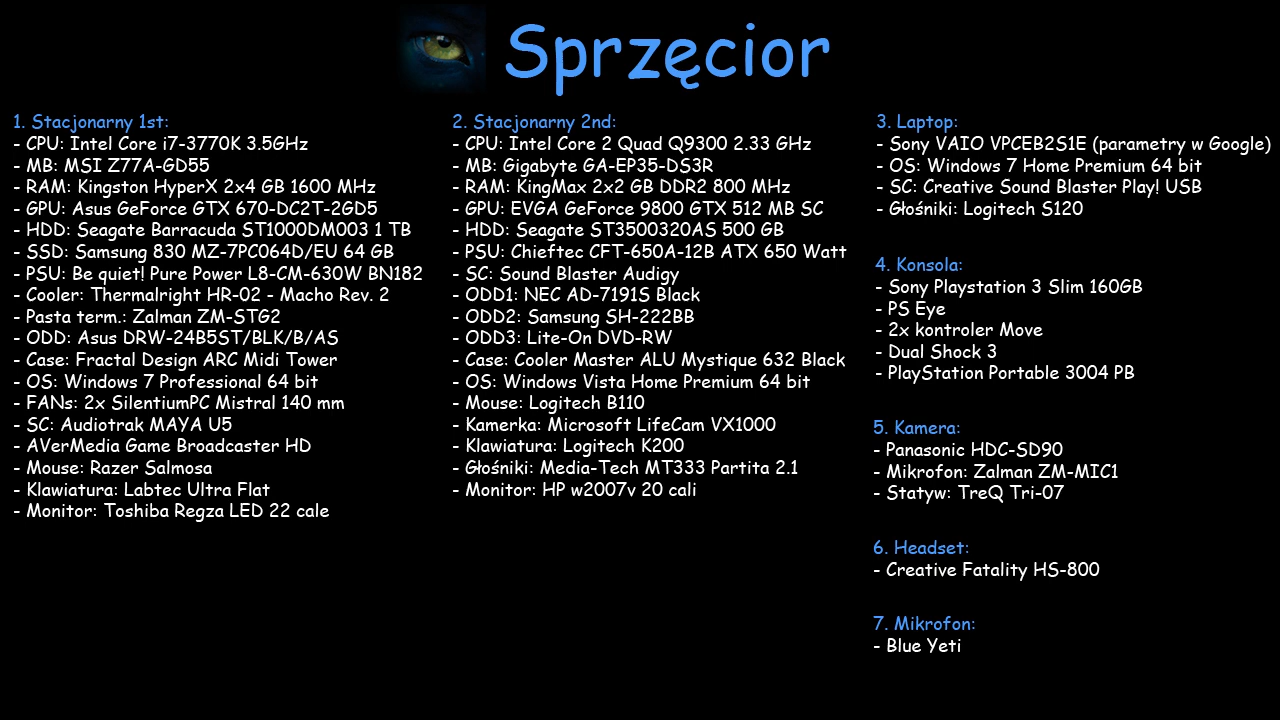 Sprzęcior
1. Stacjonarny 1st:
- CPU: Intel Core i7-3770K 3.5GHz
- MB: MSI Z77A-GD55
- RAM: Kingston HyperX 2x4 GB 1600 MHz
- GPU: Asus GeForce GTX 670-DC2T-2GD5
- HDD: Seagate Barracuda ST1000DM003 1 TB
- SSD: Samsung 830 MZ-7PC064D/EU 64 GB
- PSU: Be quiet! Pure Power L8-CM-630W BN182
- Cooler: Thermalright HR-02 - Macho Rev. 2
- Pasta term.: Zalman ZM-STG2
- ODD: Asus DRW-24B5ST/BLK/B/AS
- Case: Fractal Design ARC Midi Tower
- OS: Windows 7 Professional 64 bit
- FANs: 2x SilentiumPC Mistral 140 mm
- SC: Audiotrak MAYA U5
- AVerMedia Game Broadcaster HD
- Mouse: Razer Salmosa
- Klawiatura: Labtec Ultra Flat
- Monitor: Toshiba Regza LED 22 cale
2. Stacjonarny 2nd:
- CPU: Intel Core 2 Quad Q9300 2.33 GHz
- MB: Gigabyte GA-EP35-DS3R
- RAM: KingMax 2x2 GB DDR2 800 MHz
- GPU: EVGA GeForce 9800 GTX 512 MB SC
- HDD: Seagate ST3500320AS 500 GB
- PSU: Chieftec CFT-650A-12B ATX 650 Watt
- SC: Sound Blaster Audigy
- ODD1: NEC AD-7191S Black
- ODD2: Samsung SH-222BB
- ODD3: Lite-On DVD-RW
- Case: Cooler Master ALU Mystique 632 Black
- OS: Windows Vista Home Premium 64 bit
- Mouse: Logitech B110
- Kamerka: Microsoft LifeCam VX1000
- Klawiatura: Logitech K200
- Głośniki: Media-Tech MT333 Partita 2.1
- Monitor: HP w2007v 20 cali
3. Laptop:
- Sony VAIO VPCEB2S1E (parametry w Google)
- OS: Windows 7 Home Premium 64 bit
- SC: Creative Sound Blaster Play! USB
- Głośniki: Logitech S120
4. Konsola:
- Sony Playstation 3 Slim 160GB
- PS Eye
- 2x kontroler Move
- Dual Shock 3
- PlayStation Portable 3004 PB
5. Kamera:
- Panasonic HDC-SD90
- Mikrofon: Zalman ZM-MIC1
- Statyw: TreQ Tri-07
6. Headset:
- Creative Fatality HS-800
7. Mikrofon:
- Blue Yeti